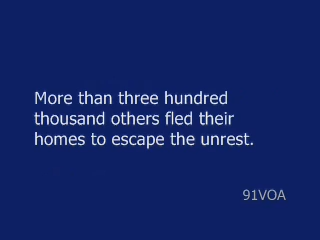 More than three hundred
thousand others fled their
homes to escape the unrest.
91VOA